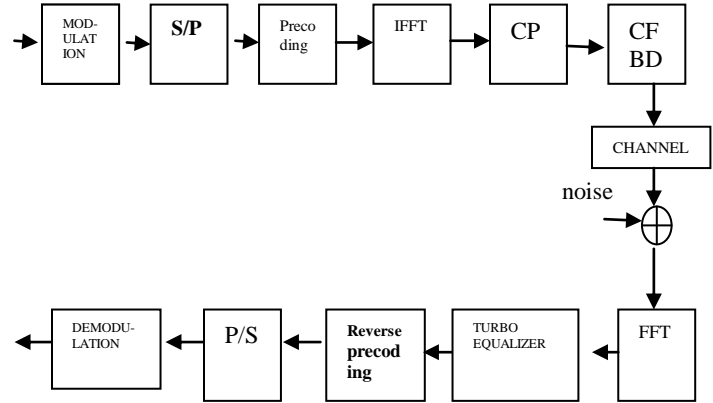 MOD-
ULAT
ION
S/P
Preco
ding
IFFT
CP
CF
BD
CHANNEL
noise
DEMODU-
LATION
P/S
Reverse
precod
ing
TURBO
EQUALIZER
FFT